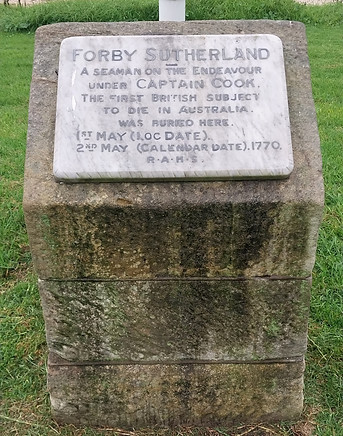 FORBY SUTHERLAND
A SEAMAN ON THE ENDEAVOUR
UNDER CAPTAIN COOK.
THE FIRST BRITISH SUBJECT
TO DIE IN AUSTRALIA.
WAS BURIED HERE.
1ST MAY (LOC DATE).
2ND MAY (CALENDAR DATE). 1770.
R·A·H·S·